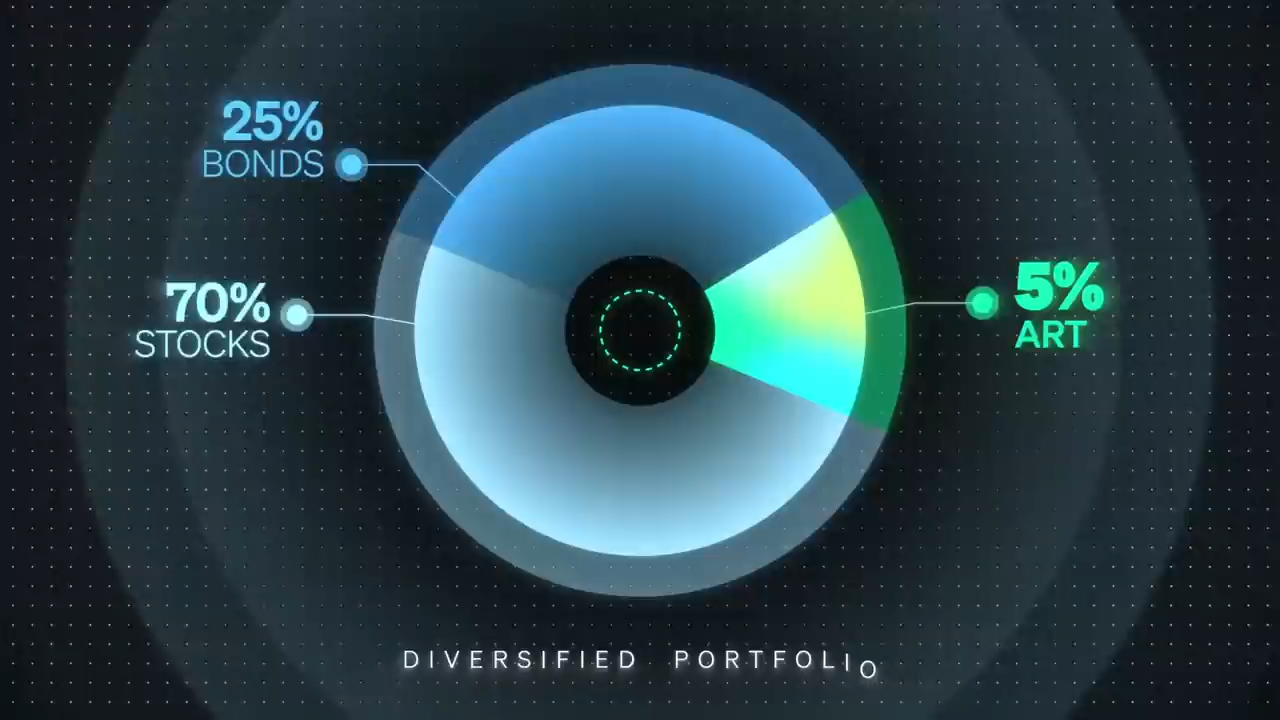 25%
BONDS
70%
STOCKS
5%
ART
DIVERSIFIED PORTFOLIO